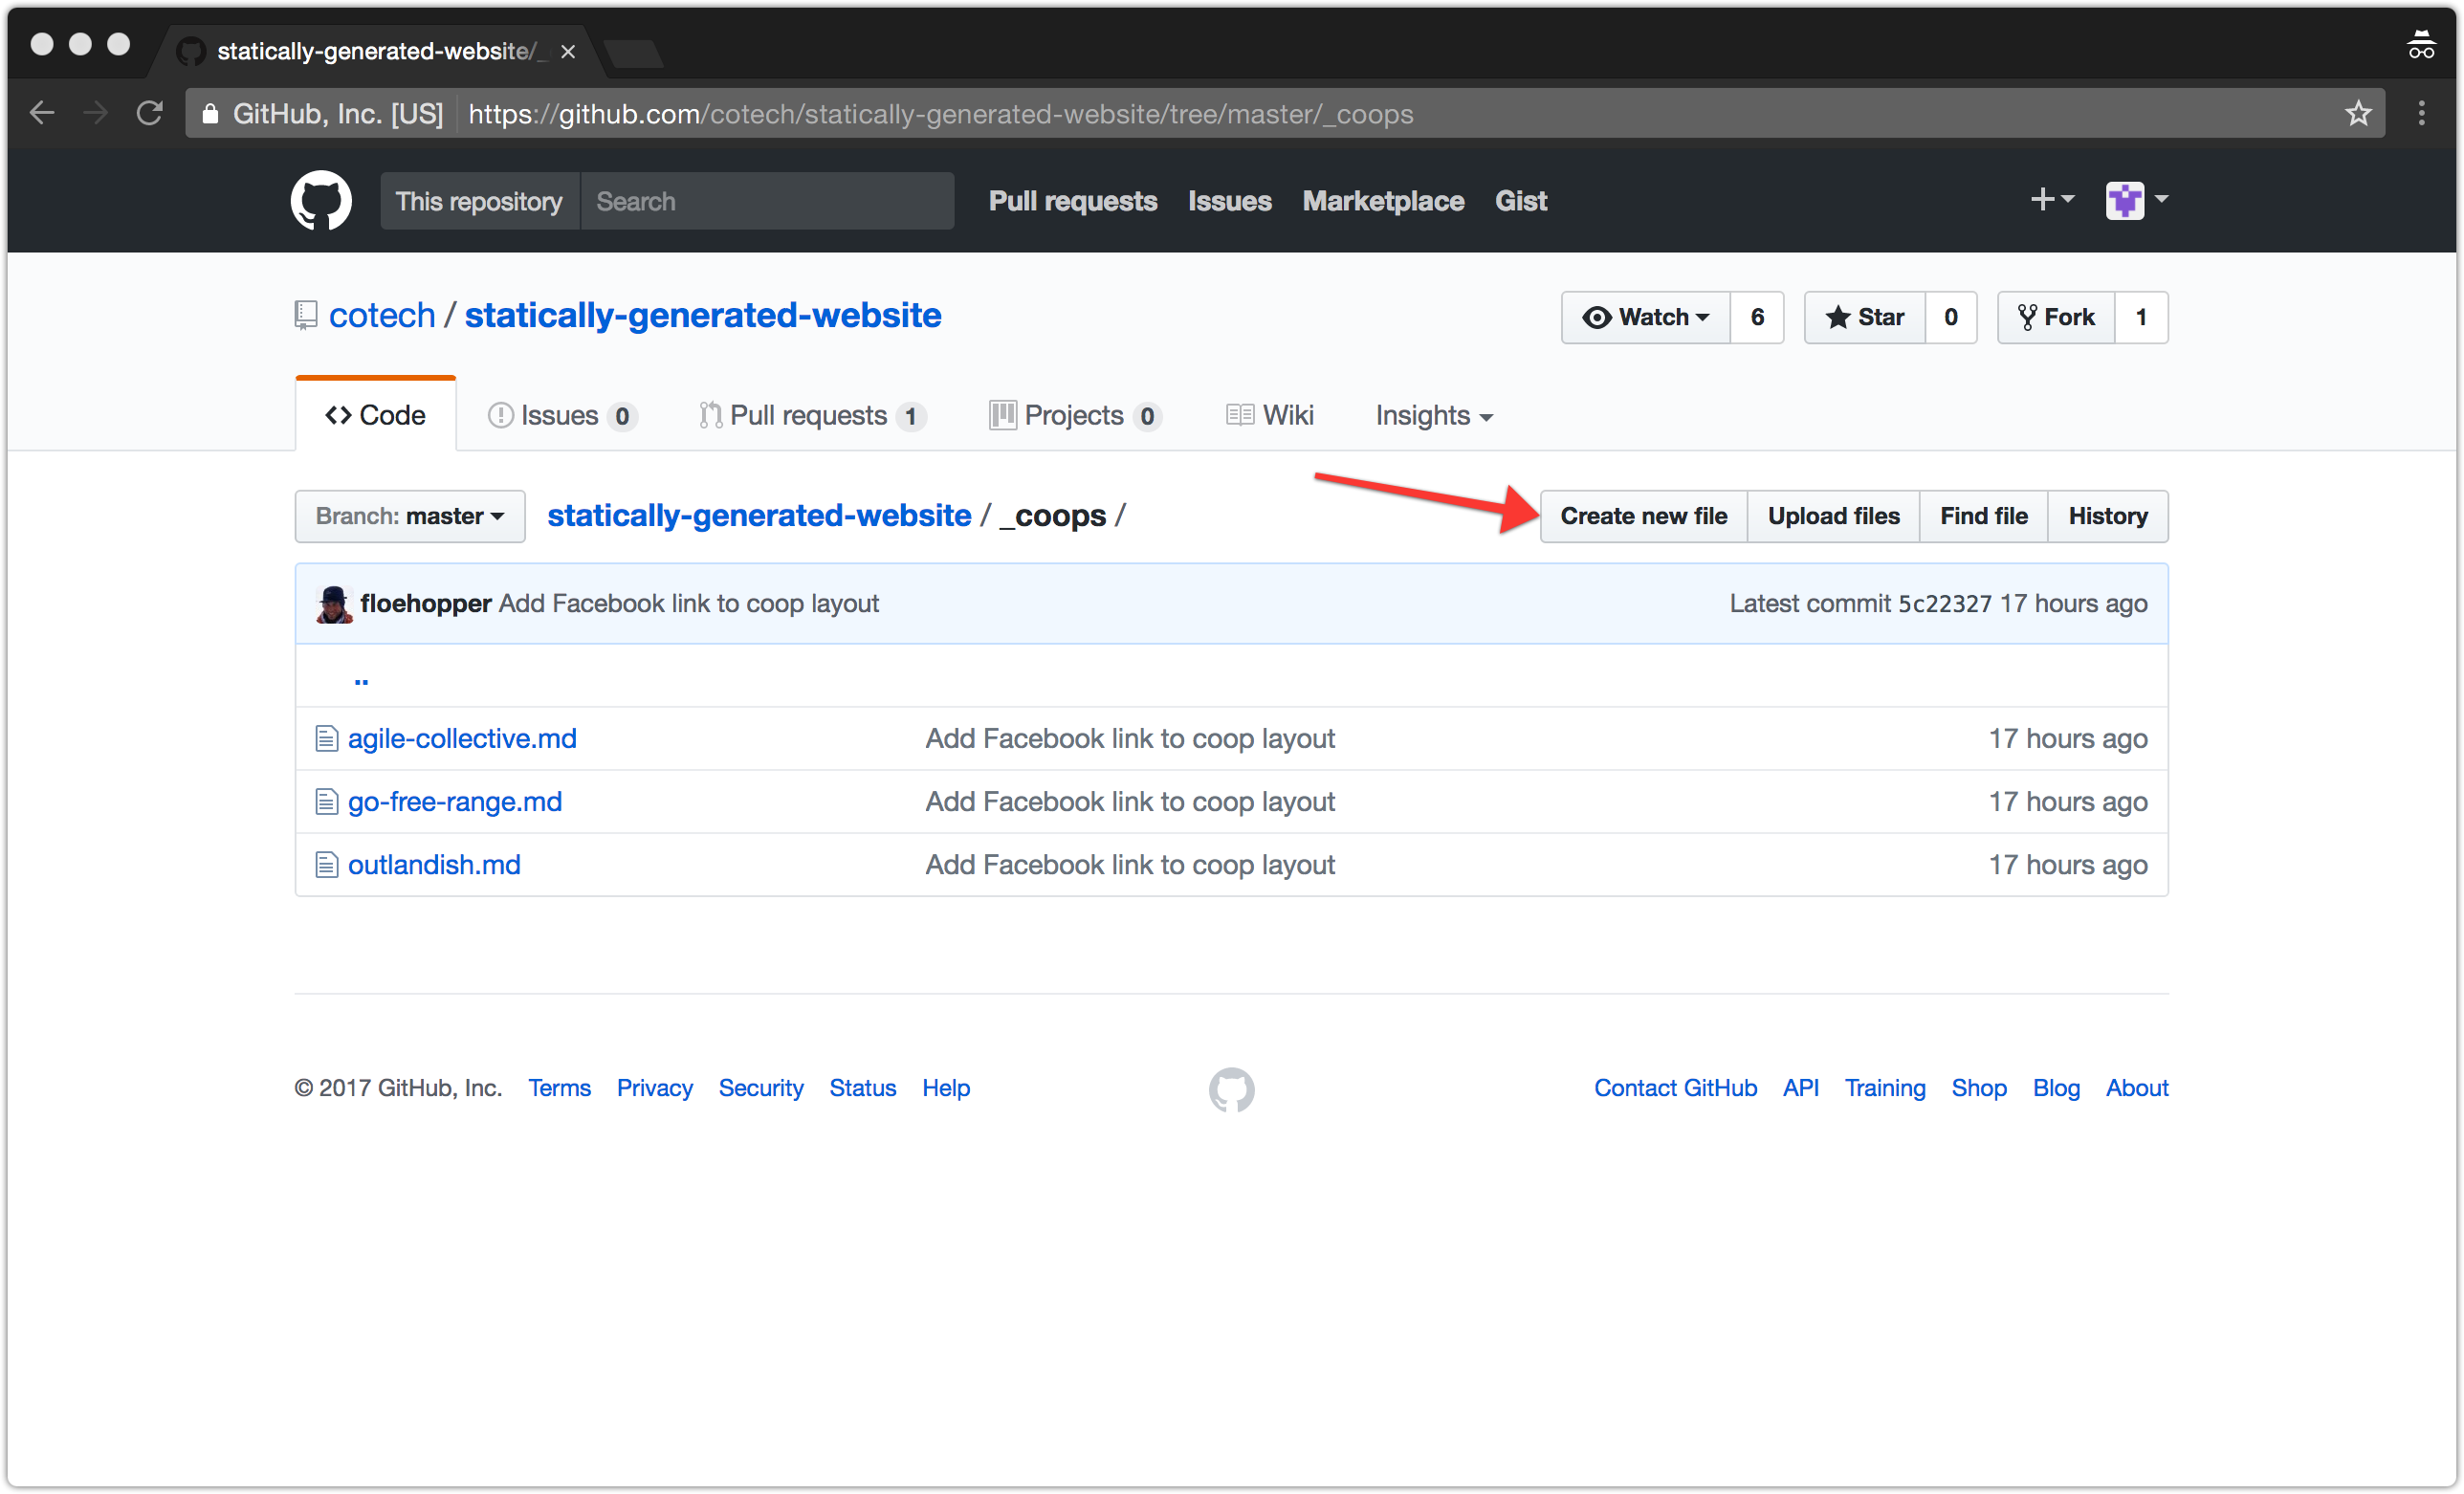 statically-generated-website/_
GitHub, Inc. [US] https://github.com/cotech/statically-generated-website/tree/master/_coops
This repository Search Pull requests Issues Marketplace Gist
cotech / statically-generated-website Watch 6 Star 0 Fork 1
Code Issues 0 Pull requests 1 Projects 0 Wiki Insights
Branch: master statically-generated-website / _coops / Create new file Upload files Find file History
floehopper Add Facebook link to coop layout Latest commit 5c22327 17 hours ago
..
agile-collective.md Add Facebook link to coop layout 17 hours ago
go-free-range.md Add Facebook link to coop layout 17 hours ago
outlandish.md Add Facebook link to coop layout 17 hours ago
© 2017 GitHub, Inc. Terms Privacy Security Status Help Contact GitHub API Training Shop Blog About